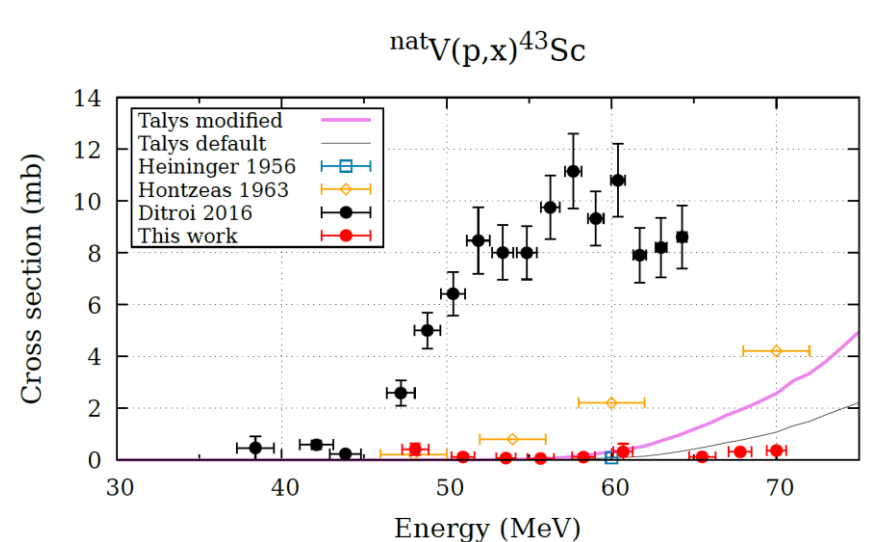 natV(p,x)43Sc
Cross section (mb)
14
12
10
8
6
4
2
0
Talys modified
Talys default
Heininger 1956
Hontzeas 1963
Ditroi 2016
This work
30
40
50
60
70
Energy (MeV)